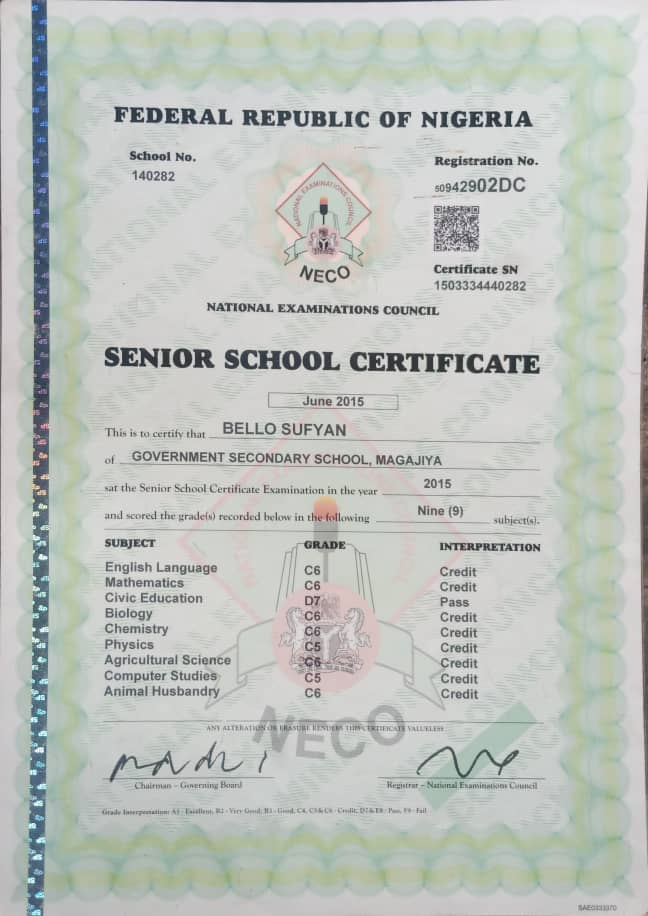 FEDERAL REPUBLIC OF NIGERIA
School No.
140282
Registration No.
50942902DC
NATIONAL EXAMINATIONS COUNCIL
NECO
Certificate SN
1503334440282
NATIONAL EXAMINATIONS COUNCIL
SENIOR SCHOOL CERTIFICATE
June 2015
This is to certify that BELLO SUFYAN
of GOVERNMENT SECONDARY SCHOOL, MAGAJIYA
sat the Senior School Certificate Examination in the year 2015
and scored the grade(s) recorded below in the following Nine (9) subject(s).
SUBJECT GRADE INTERPRETATION
English Language C6 Credit
Mathematics C6 Credit
Civic Education D7 Pass
Biology C6 Credit
Chemistry C6 Credit
Physics C5 Credit
Agricultural Science C6 Credit
Computer Studies C5 Credit
Animal Husbandry C6 Credit
NECO
ANY ALTERATION OR ERASURE RENDERS THIS CERTIFICATE VALUELESS
Chairman – Governing Board
Registrar – National Examinations Council
Grade Interpretation: A1 - Excellent, B2 - Very Good, B3 - Good, C4, C5 & C6 - Credit, D7 & E8 - Pass, F9 - Fail
SAE0333370